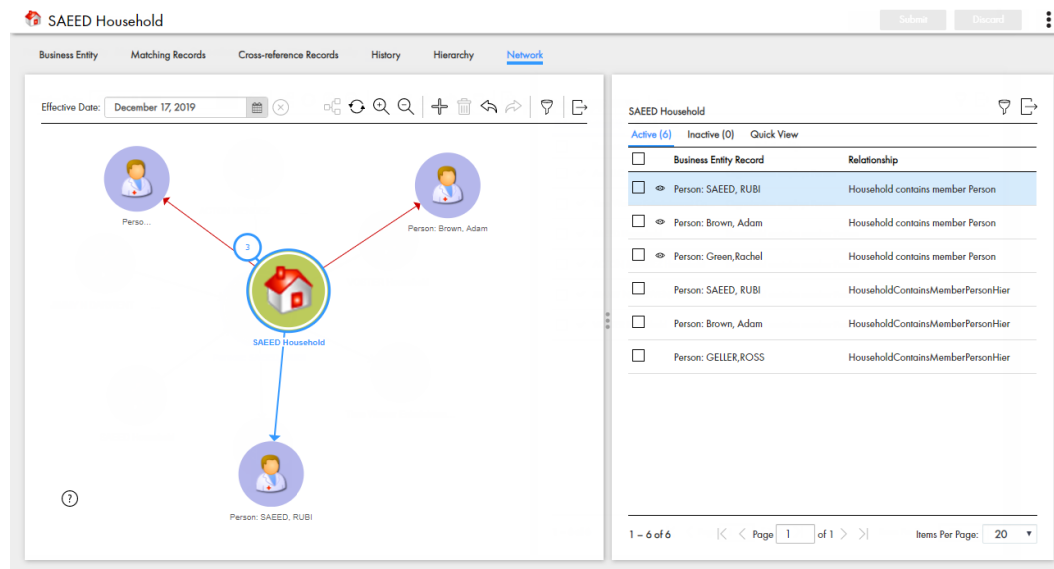 SAEED Household
Submit Discard
Business Entity Matching Records Cross-reference Records History Hierarchy Network
Effective Date: December 17, 2019
Perso...
Person: Brown, Adam
3
SAEED Household
Person: SAEED, RUBI
?
SAEED Household
Active (6) Inactive (0) Quick View
Business Entity Record Relationship
Person: SAEED, RUBI Household contains member Person
Person: Brown, Adam Household contains member Person
Person: Green,Rachel Household contains member Person
Person: SAEED, RUBI HouseholdContainsMemberPersonHier
Person: Brown, Adam HouseholdContainsMemberPersonHier
Person: GELLER,ROSS HouseholdContainsMemberPersonHier
1 – 6 of 6 Page 1 of 1 Items Per Page: 20